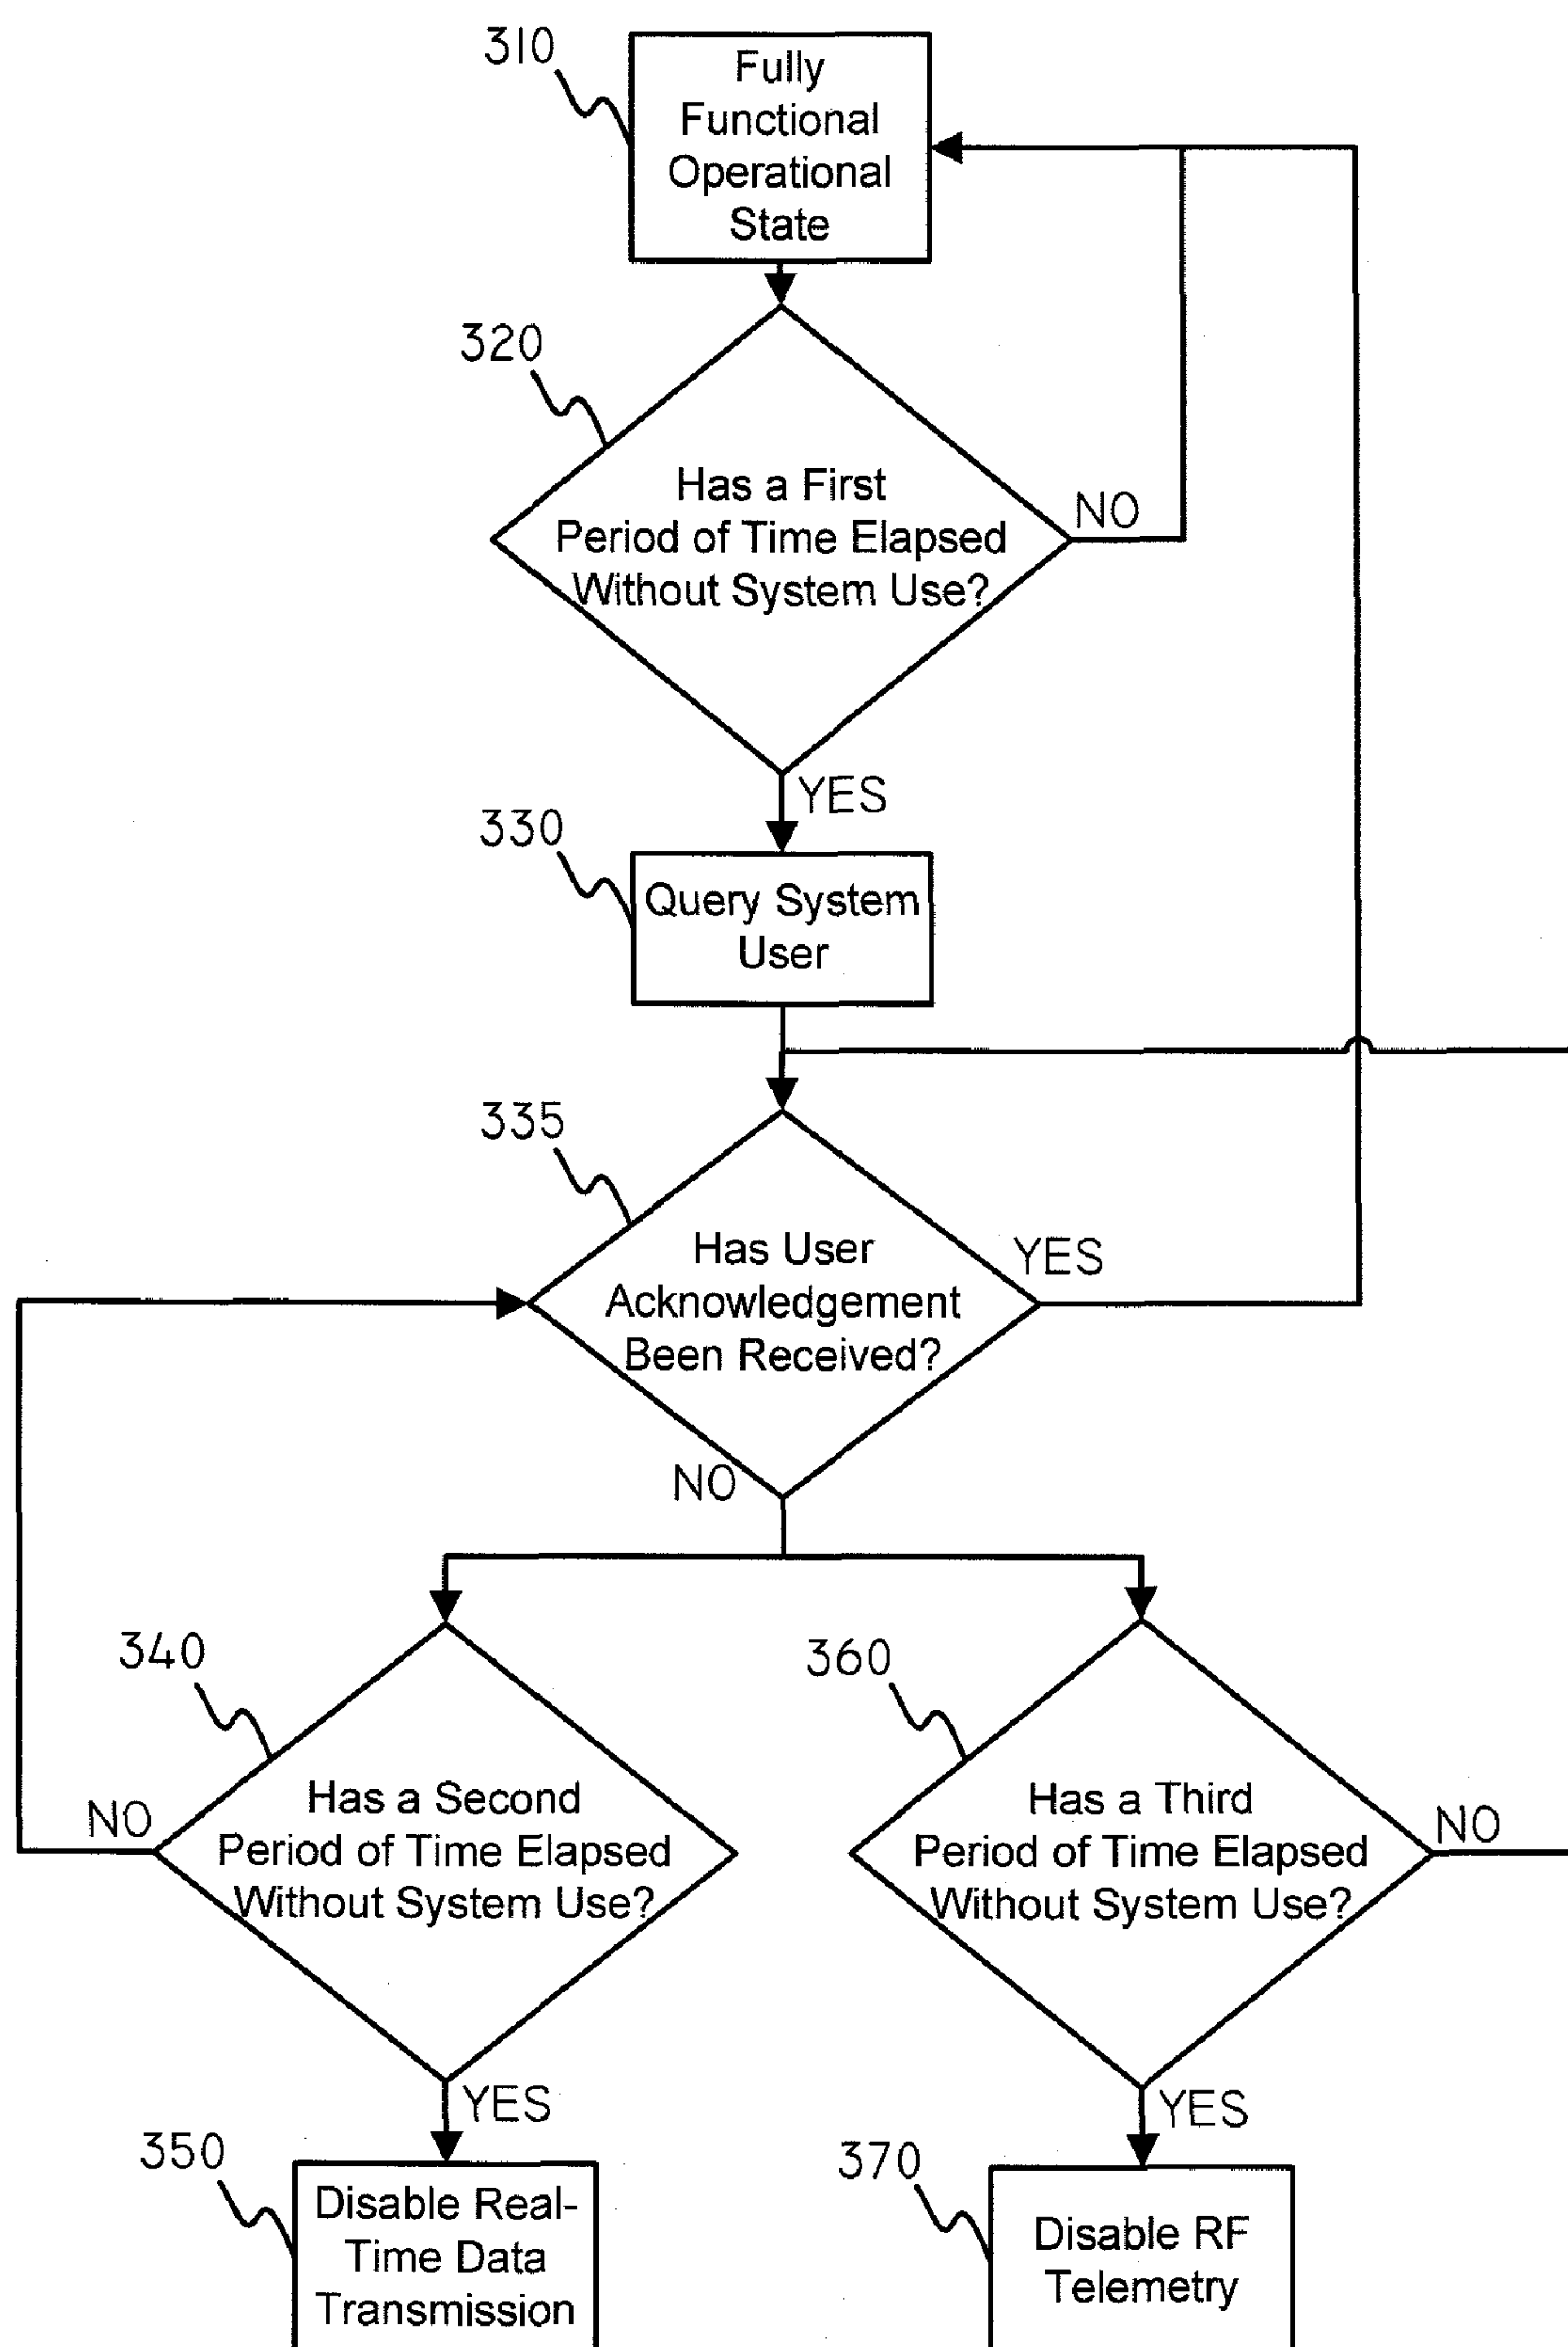 310
Fully
Functional
Operational
State
320
Has a First
Period of Time Elapsed
Without System Use?
NO
YES
330
Query System
User
335
Has User
Acknowledgement
Been Received?
YES
NO
340
Has a Second
Period of Time Elapsed
Without System Use?
NO
YES
360
Has a Third
Period of Time Elapsed
Without System Use?
NO
YES
350
Disable Real-
Time Data
Transmission
370
Disable RF
Telemetry